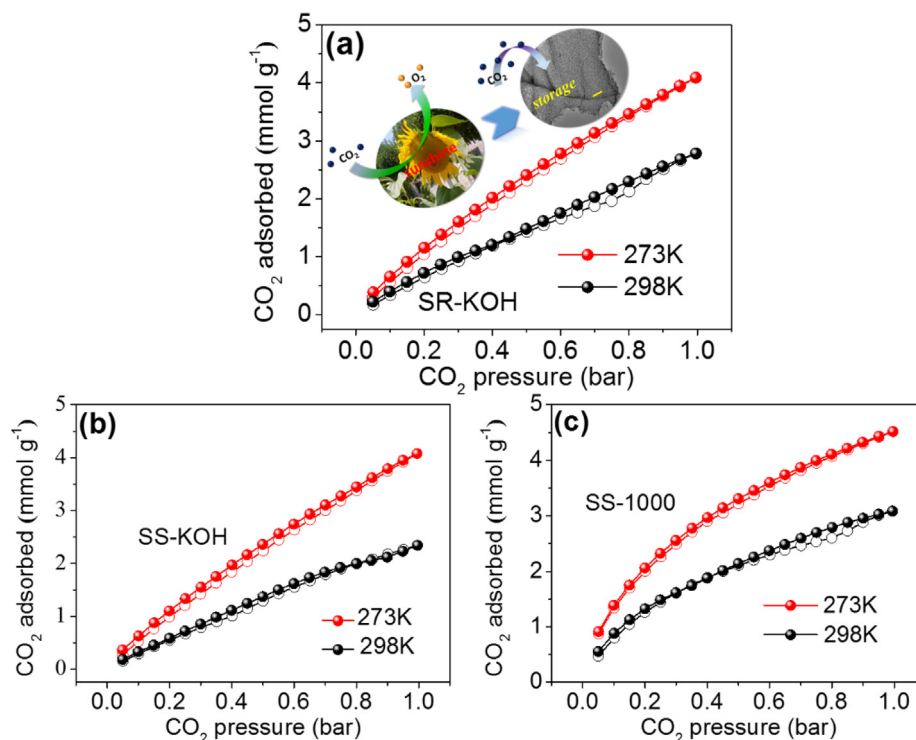 (a)
O₂
CO₂
storage
CO₂
sunshine
CO₂ adsorbed (mmol g⁻¹)
5
4
3
2
1
0
273K
298K
SR-KOH
0.0 0.2 0.4 0.6 0.8 1.0
CO₂ pressure (bar)
(b)
CO₂ adsorbed (mmol g⁻¹)
5
4
3
2
1
0
SS-KOH
273K
298K
0.0 0.2 0.4 0.6 0.8 1.0
CO₂ pressure (bar)
(c)
CO₂ adsorbed (mmol g⁻¹)
5
4
3
2
1
0
SS-1000
273K
298K
0.0 0.2 0.4 0.6 0.8 1.0
CO₂ pressure (bar)